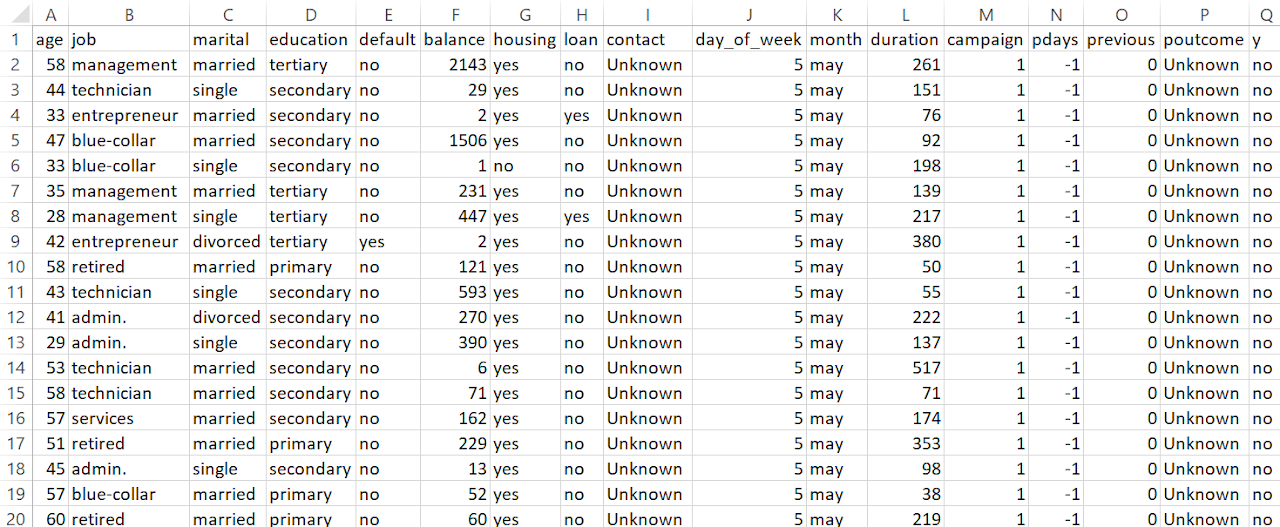 A B C D E F G H I J K L M N O P Q
1 age job marital education default balance housing loan contact day_of_week month duration campaign pdays previous poutcome y
2 58 management married tertiary no 2143 yes no Unknown 5 may 261 1 -1 0 Unknown no
3 44 technician single secondary no 29 yes no Unknown 5 may 151 1 -1 0 Unknown no
4 33 entrepreneur married secondary no 2 yes yes Unknown 5 may 76 1 -1 0 Unknown no
5 47 blue-collar married secondary no 1506 yes no Unknown 5 may 92 1 -1 0 Unknown no
6 33 blue-collar single secondary no 1 no no Unknown 5 may 198 1 -1 0 Unknown no
7 35 management married tertiary no 231 yes no Unknown 5 may 139 1 -1 0 Unknown no
8 28 management single tertiary no 447 yes yes Unknown 5 may 217 1 -1 0 Unknown no
9 42 entrepreneur divorced tertiary yes 2 yes no Unknown 5 may 380 1 -1 0 Unknown no
10 58 retired married primary no 121 yes no Unknown 5 may 50 1 -1 0 Unknown no
11 43 technician single secondary no 593 yes no Unknown 5 may 55 1 -1 0 Unknown no
12 41 admin. divorced secondary no 270 yes no Unknown 5 may 222 1 -1 0 Unknown no
13 29 admin. single secondary no 390 yes no Unknown 5 may 137 1 -1 0 Unknown no
14 53 technician married secondary no 6 yes no Unknown 5 may 517 1 -1 0 Unknown no
15 58 technician married secondary no 71 yes no Unknown 5 may 71 1 -1 0 Unknown no
16 57 services married secondary no 162 yes no Unknown 5 may 174 1 -1 0 Unknown no
17 51 retired married primary no 229 yes no Unknown 5 may 353 1 -1 0 Unknown no
18 45 admin. single secondary no 13 yes no Unknown 5 may 98 1 -1 0 Unknown no
19 57 blue-collar married primary no 52 yes no Unknown 5 may 38 1 -1 0 Unknown no
20 60 retired married primary no 60 yes no Unknown 5 may 219 1 -1 0 Unknown no